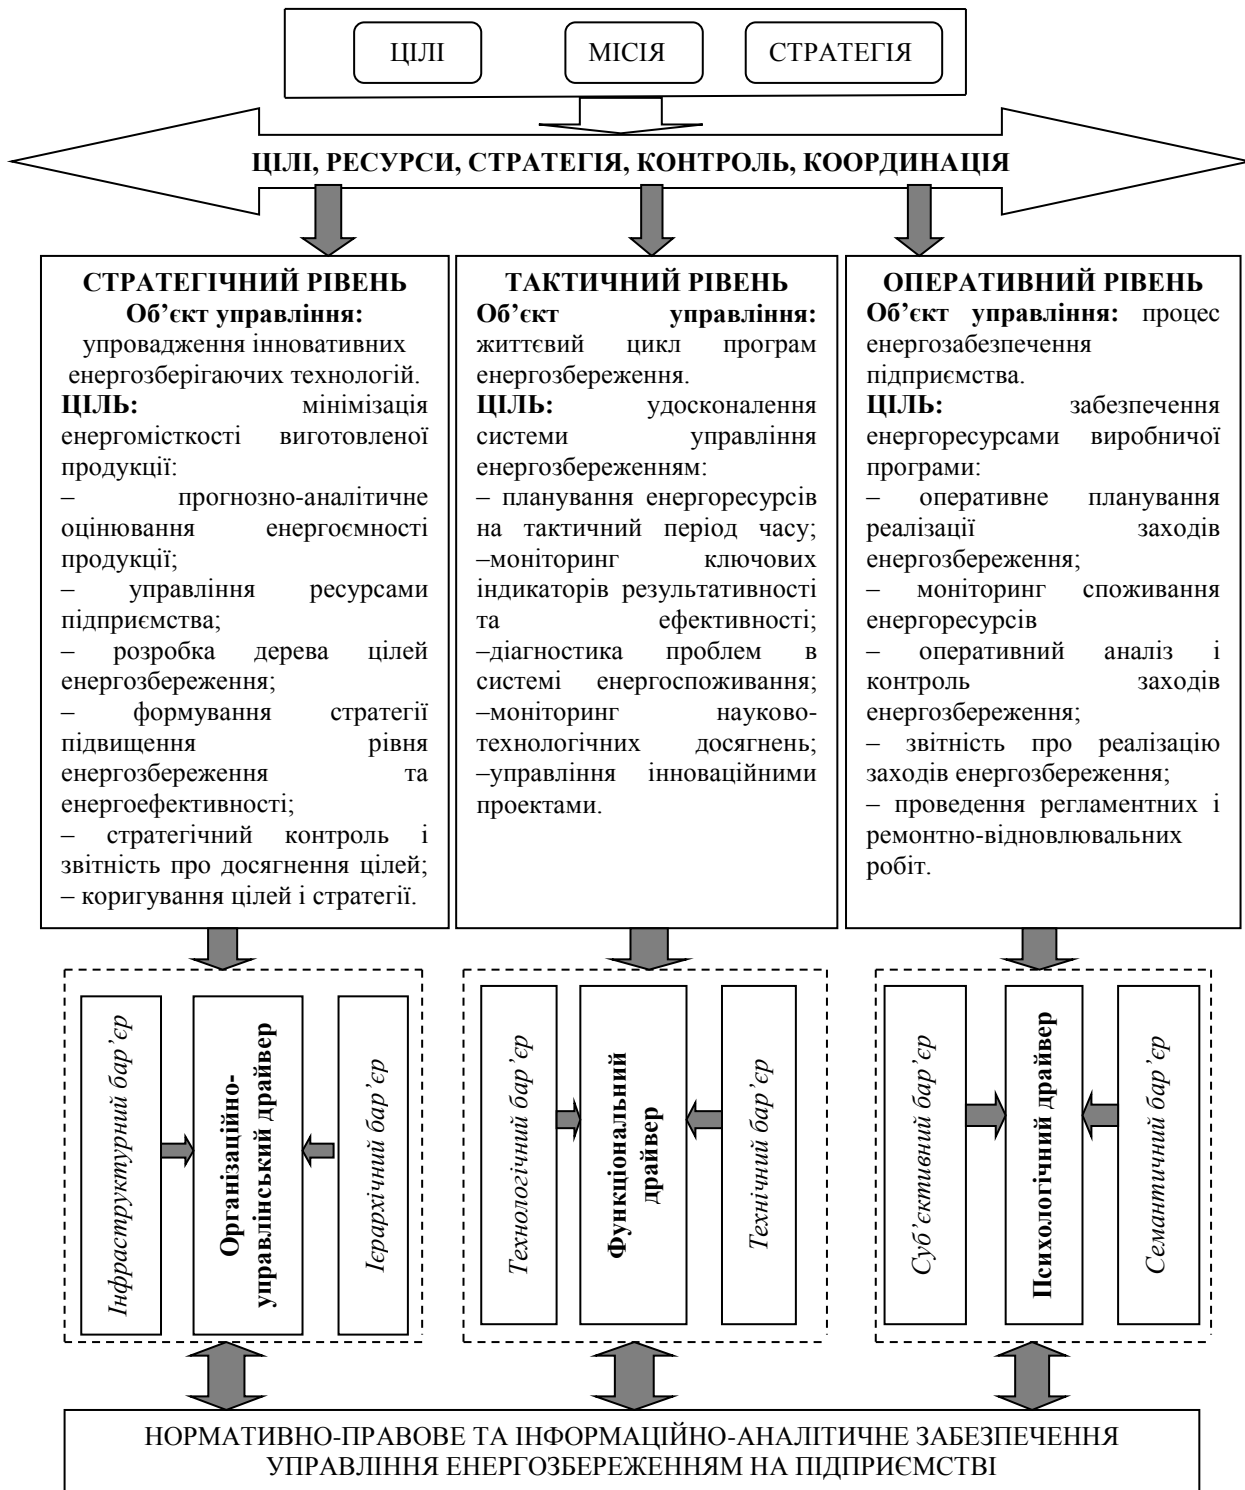 ЦІЛІ
МІСІЯ
СТРАТЕГІЯ
ЦІЛІ, РЕСУРСИ, СТРАТЕГІЯ, КОНТРОЛЬ, КООРДИНАЦІЯ
СТРАТЕГІЧНИЙ РІВЕНЬ
Об’єкт управління:
упровадження інновативних
енергозберігаючих технологій.
ЦІЛЬ: мінімізація
енергомісткості виготовленої
продукції:
– прогнозно-аналітичне
оцінювання енергоємності
продукції;
– управління ресурсами
підприємства;
– розробка дерева цілей
енергозбереження;
– формування стратегії
підвищення рівня
енергозбереження та
енергоефективності;
– стратегічний контроль і
звітність про досягнення цілей;
– коригування цілей і стратегії.
ТАКТИЧНИЙ РІВЕНЬ
Об’єкт управління:
життєвий цикл програм
енергозбереження.
ЦІЛЬ: удосконалення
системи управління
енергозбереженням:
– планування енергоресурсів
на тактичний період часу;
–моніторинг ключових
індикаторів результативності
та ефективності;
–діагностика проблем в
системі енергоспоживання;
–моніторинг науково-
технологічних досягнень;
–управління інноваційними
проектами.
ОПЕРАТИВНИЙ РІВЕНЬ
Об’єкт управління: процес
енергозабезпечення
підприємства.
ЦІЛЬ: забезпечення
енергоресурсами виробничої
програми:
– оперативне планування
реалізації заходів
енергозбереження;
– моніторинг споживання
енергоресурсів
– оперативний аналіз і
контроль заходів
енергозбереження;
– звітність про реалізацію
заходів енергозбереження;
– проведення регламентних і
ремонтно-відновлювальних
робіт.
Інфраструктурний бар’єр
Організаційно-
управлінський драйвер
Ієрархічний бар’єр
Технологічний бар’єр
Функціональний
драйвер
Технічний бар’єр
Суб’єктивний бар’єр
Психологічний драйвер
Семантичний бар’єр
НОРМАТИВНО-ПРАВОВЕ ТА ІНФОРМАЦІЙНО-АНАЛІТИЧНЕ ЗАБЕЗПЕЧЕННЯ
УПРАВЛІННЯ ЕНЕРГОЗБЕРЕЖЕННЯМ НА ПІДПРИЄМСТВІ